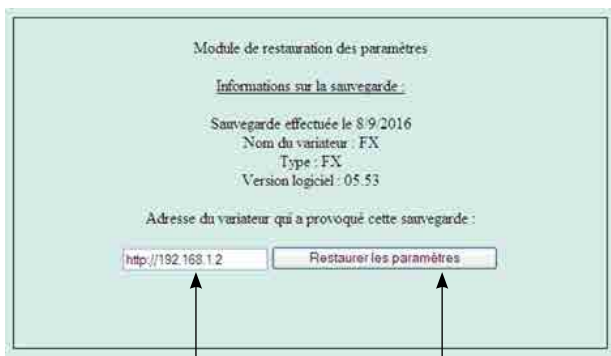 Module de restauration des paramètres
Informations sur la sauvegarde :
Sauvegarde effectuée le 8/9/2016
Nom du variateur : FX
Type : FX
Version logiciel : 05.53
Adresse du variateur qui a provoqué cette sauvegarde :
http://192.168.1.2 Restaurer les paramètres